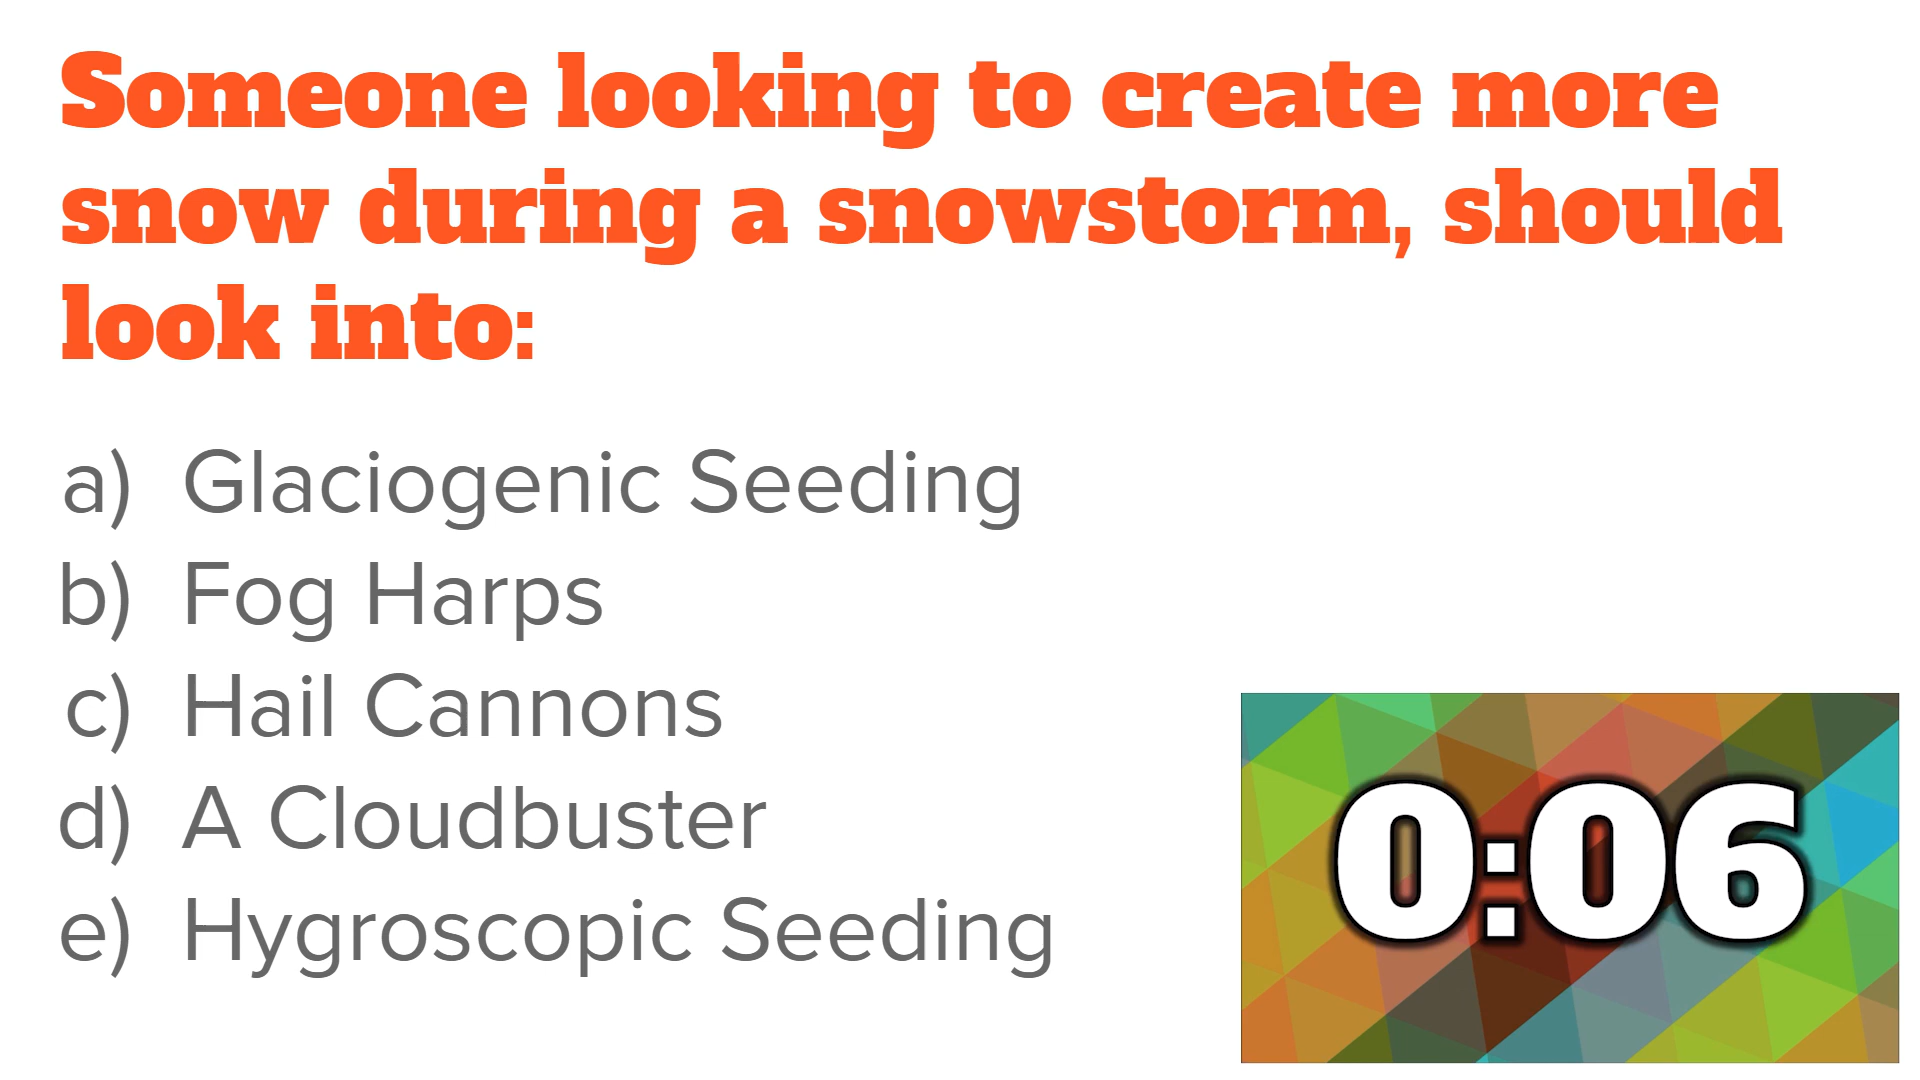 Someone looking to create more
snow during a snowstorm, should
look into:
a) Glaciogenic Seeding
b) Fog Harps
c) Hail Cannons
d) A Cloudbuster
e) Hygroscopic Seeding
0:06